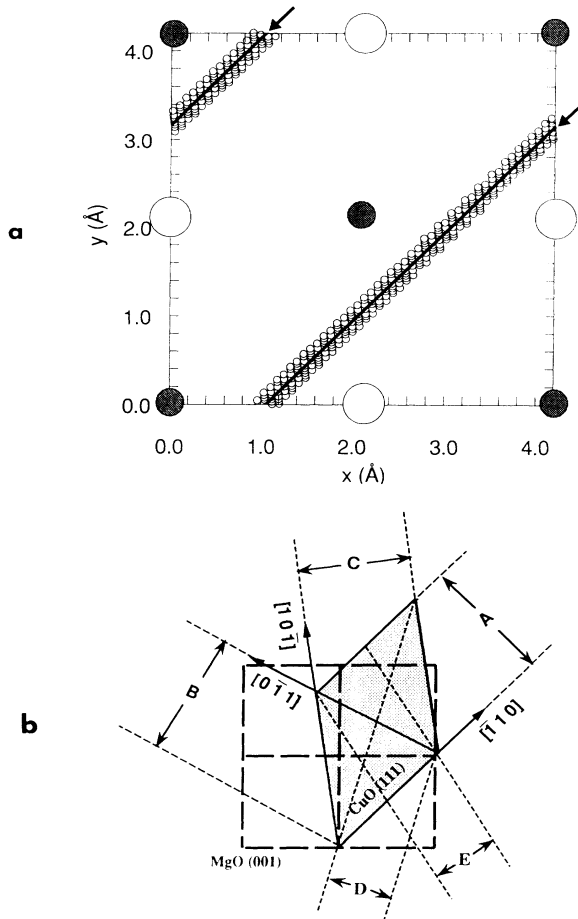 4.0
3.0
2.0
1.0
0.0
y (Å)
a
0.0 1.0 2.0 3.0 4.0
x (Å)
C
A
[1 0 1̄]
B
[0 1̄ 1]
[1̄ 1 0]
b
CuO (111)
MgO (001)
E
D